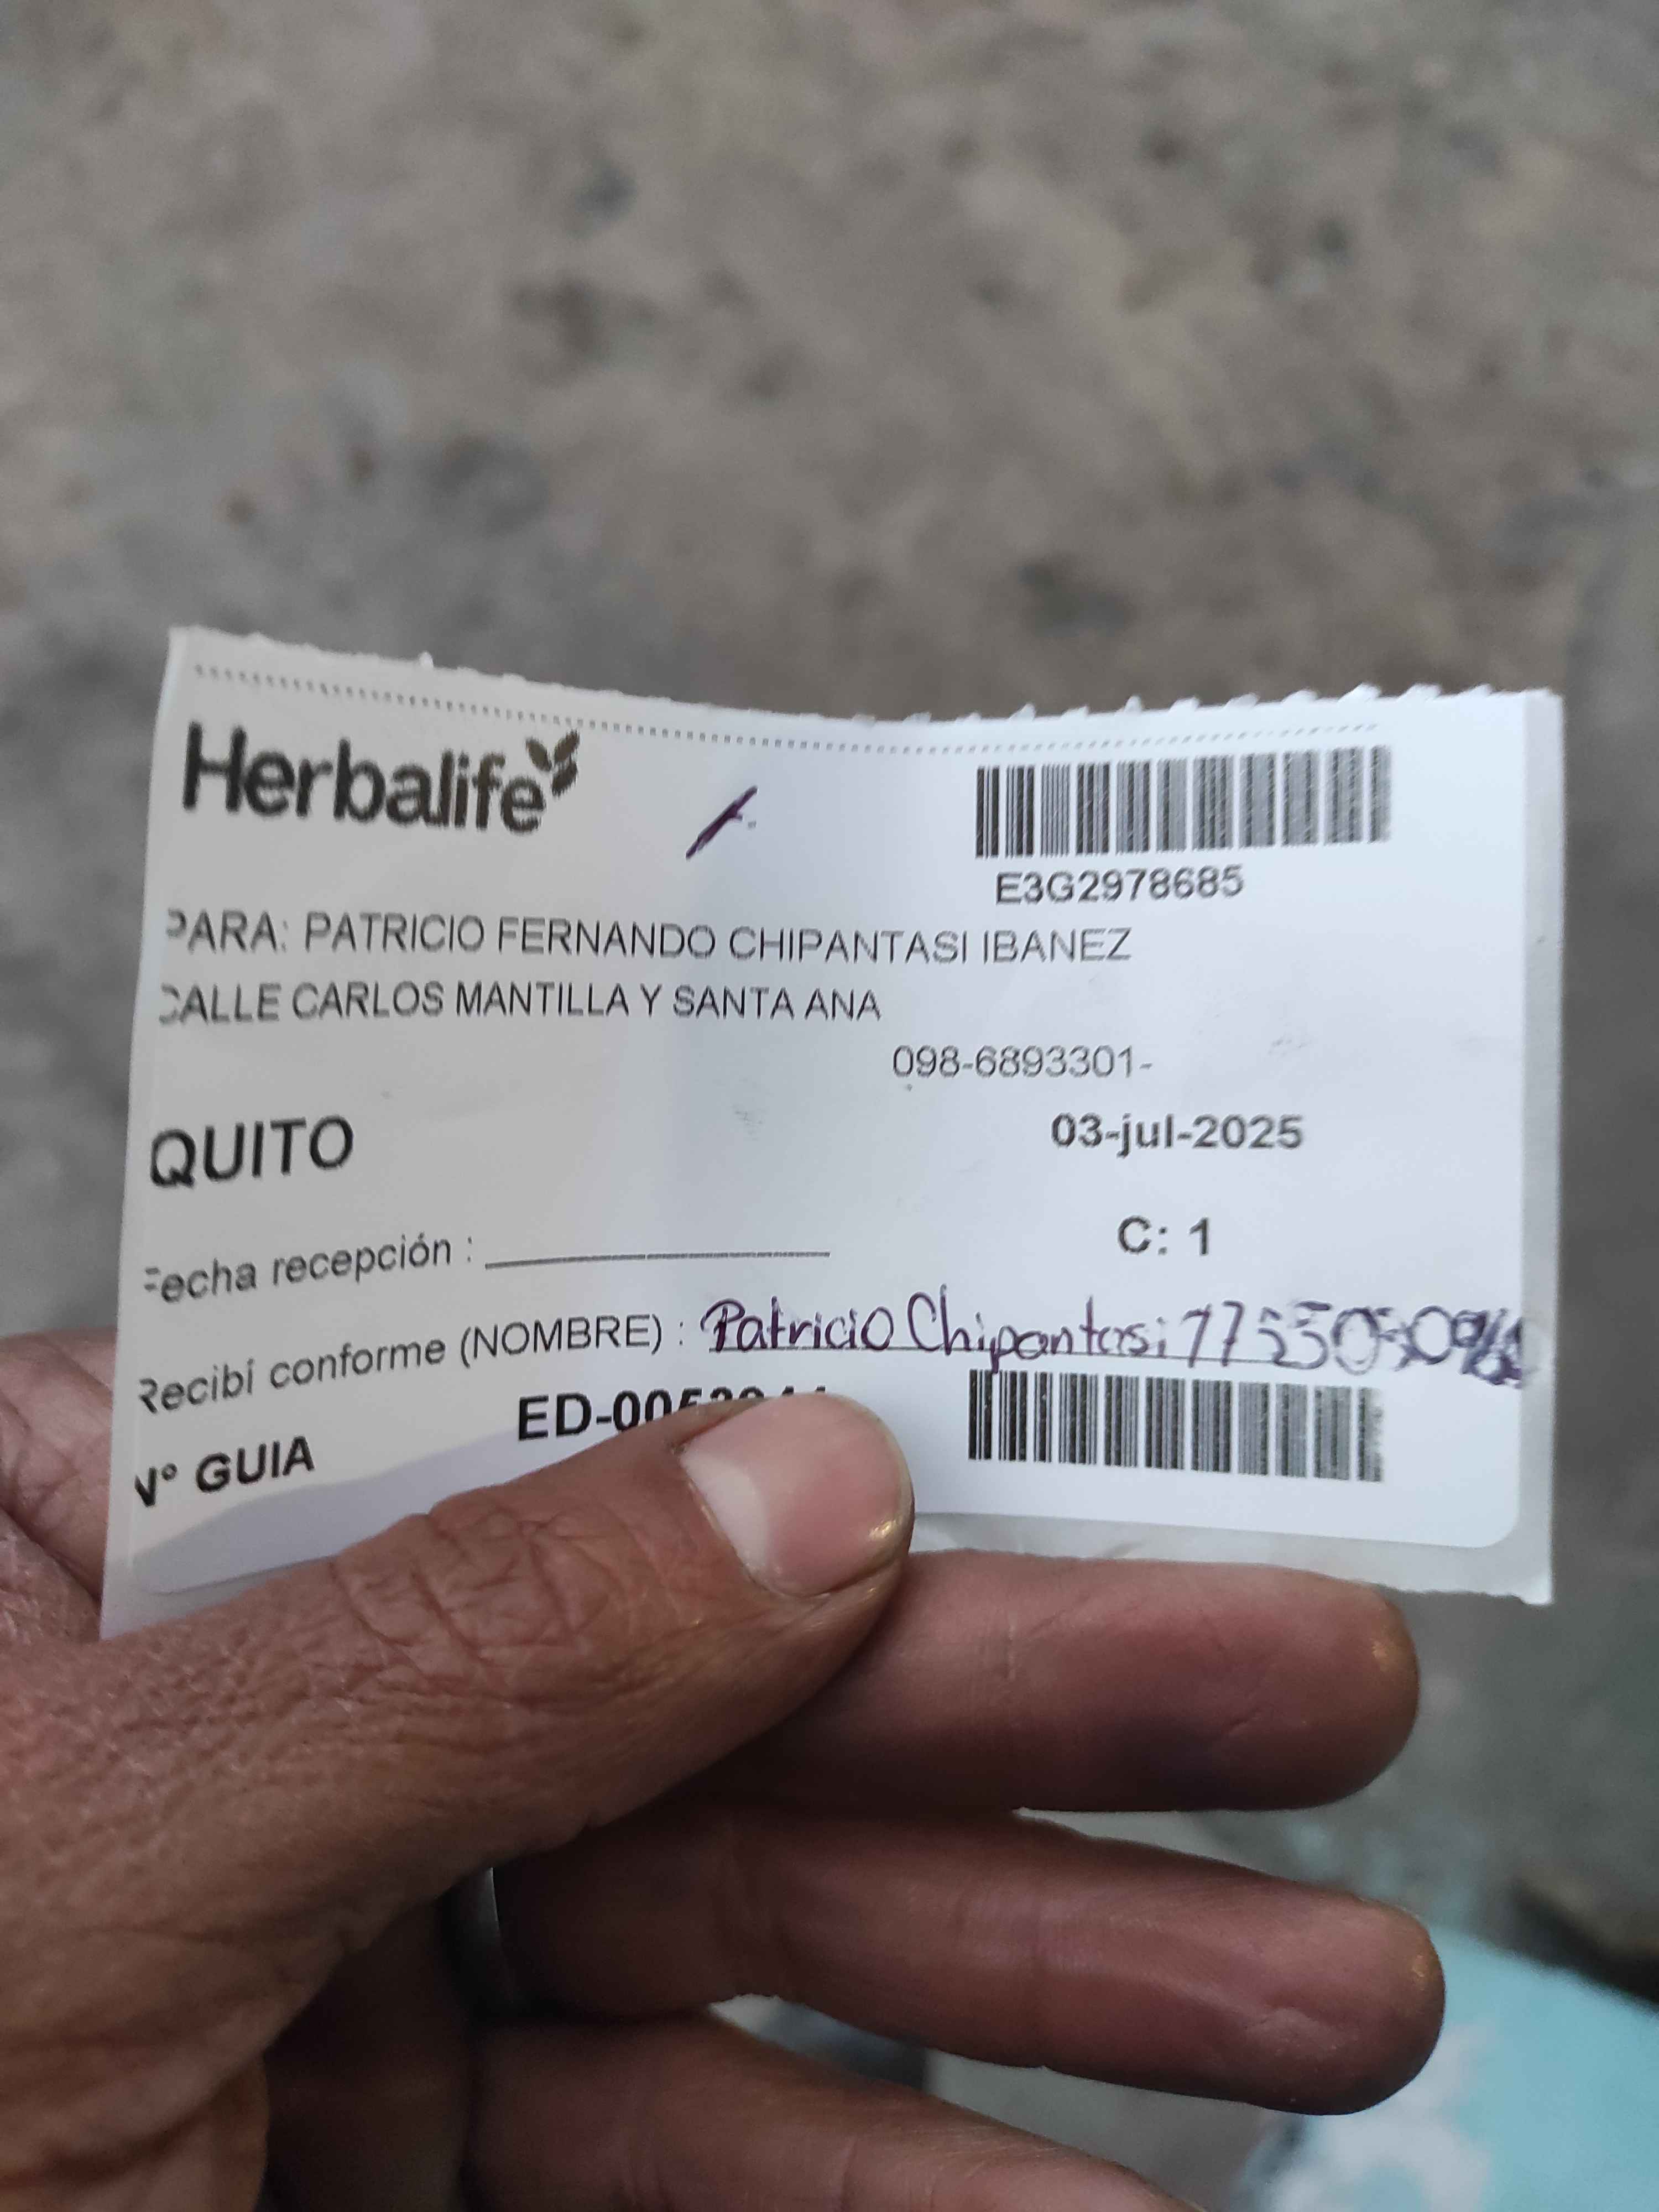 Herbalife
E3G2978685
PARA: PATRICIO FERNANDO CHIPANTASI IBANEZ
CALLE CARLOS MANTILLA Y SANTA ANA
098-6893301-
QUITO
03-jul-2025
Fecha recepción :
C: 1
Recibí conforme (NOMBRE) : Patricio Chipantasi
Nº GUIA